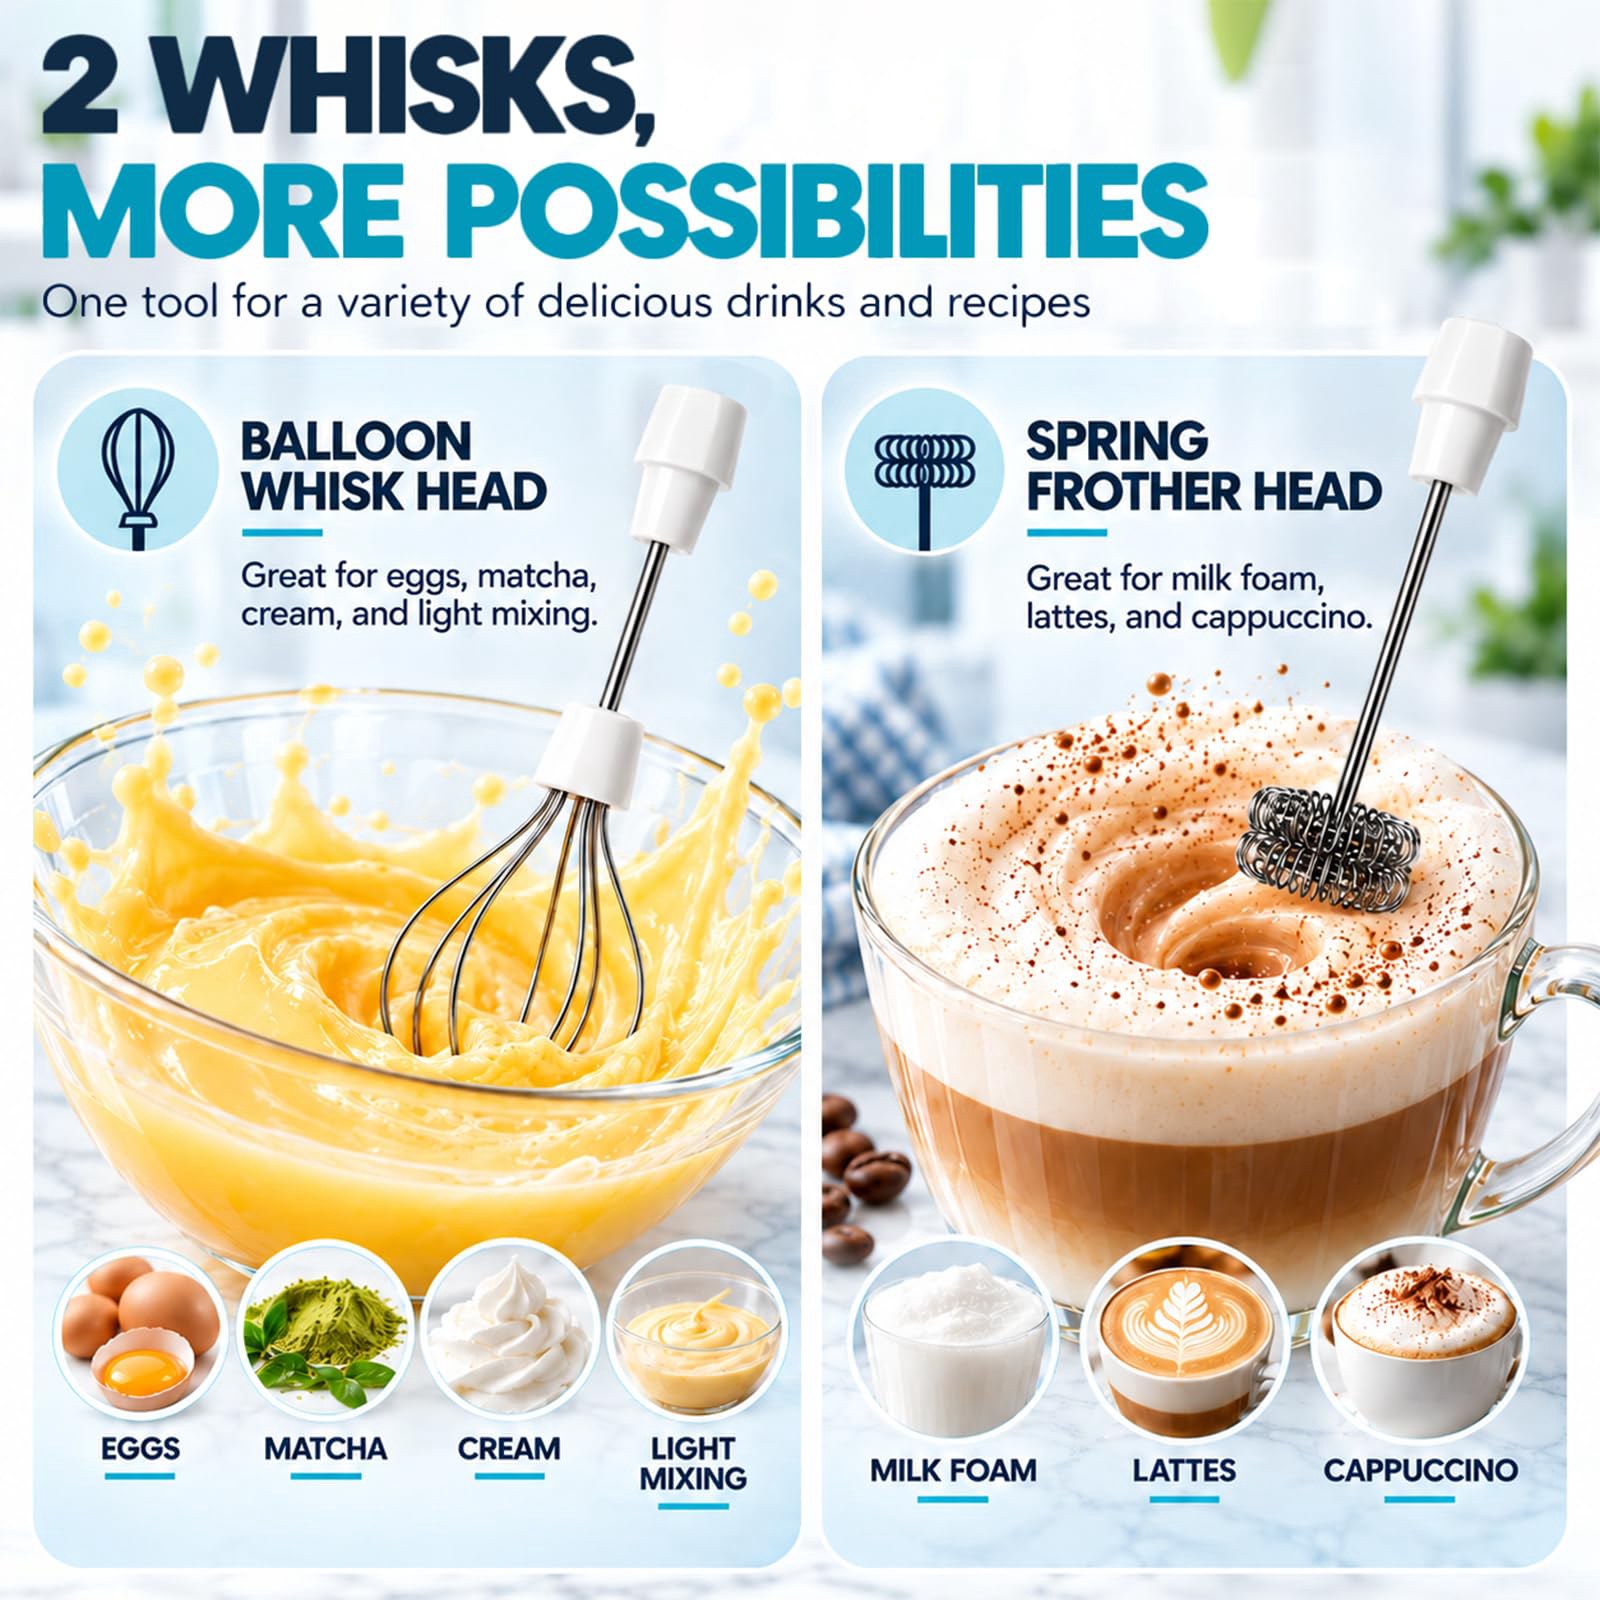 2 WHISKS,
MORE POSSIBILITIES
One tool for a variety of delicious drinks and recipes
BALLOON
WHISK HEAD
Great for eggs, matcha,
cream, and light mixing.
EGGS
MATCHA
CREAM
LIGHT
MIXING
SPRING
FROTHER HEAD
Great for milk foam,
lattes, and cappuccino.
MILK FOAM
LATTES
CAPPUCCINO